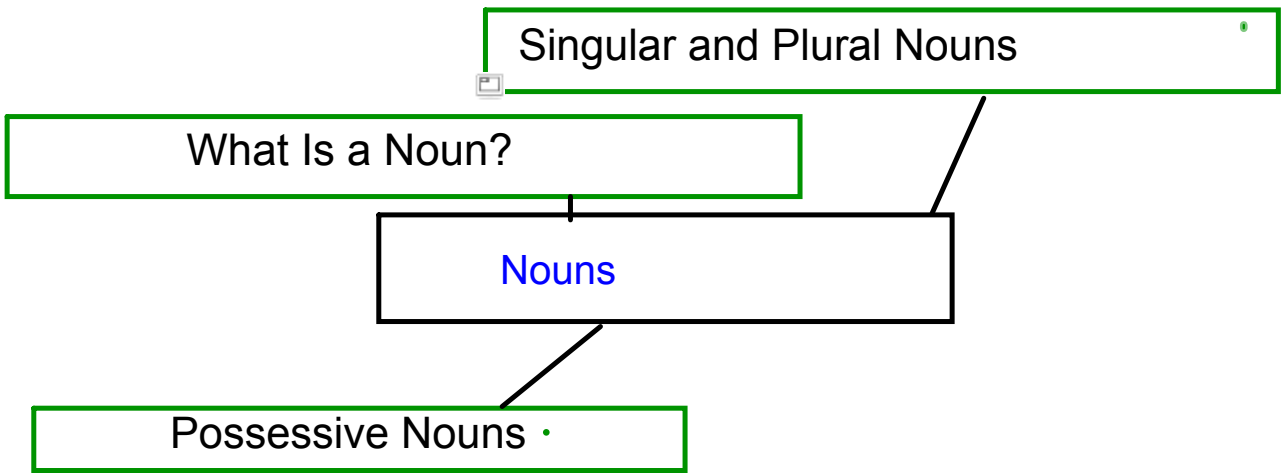 Singular and Plural Nouns
What Is a Noun?
Nouns
Possessive Nouns